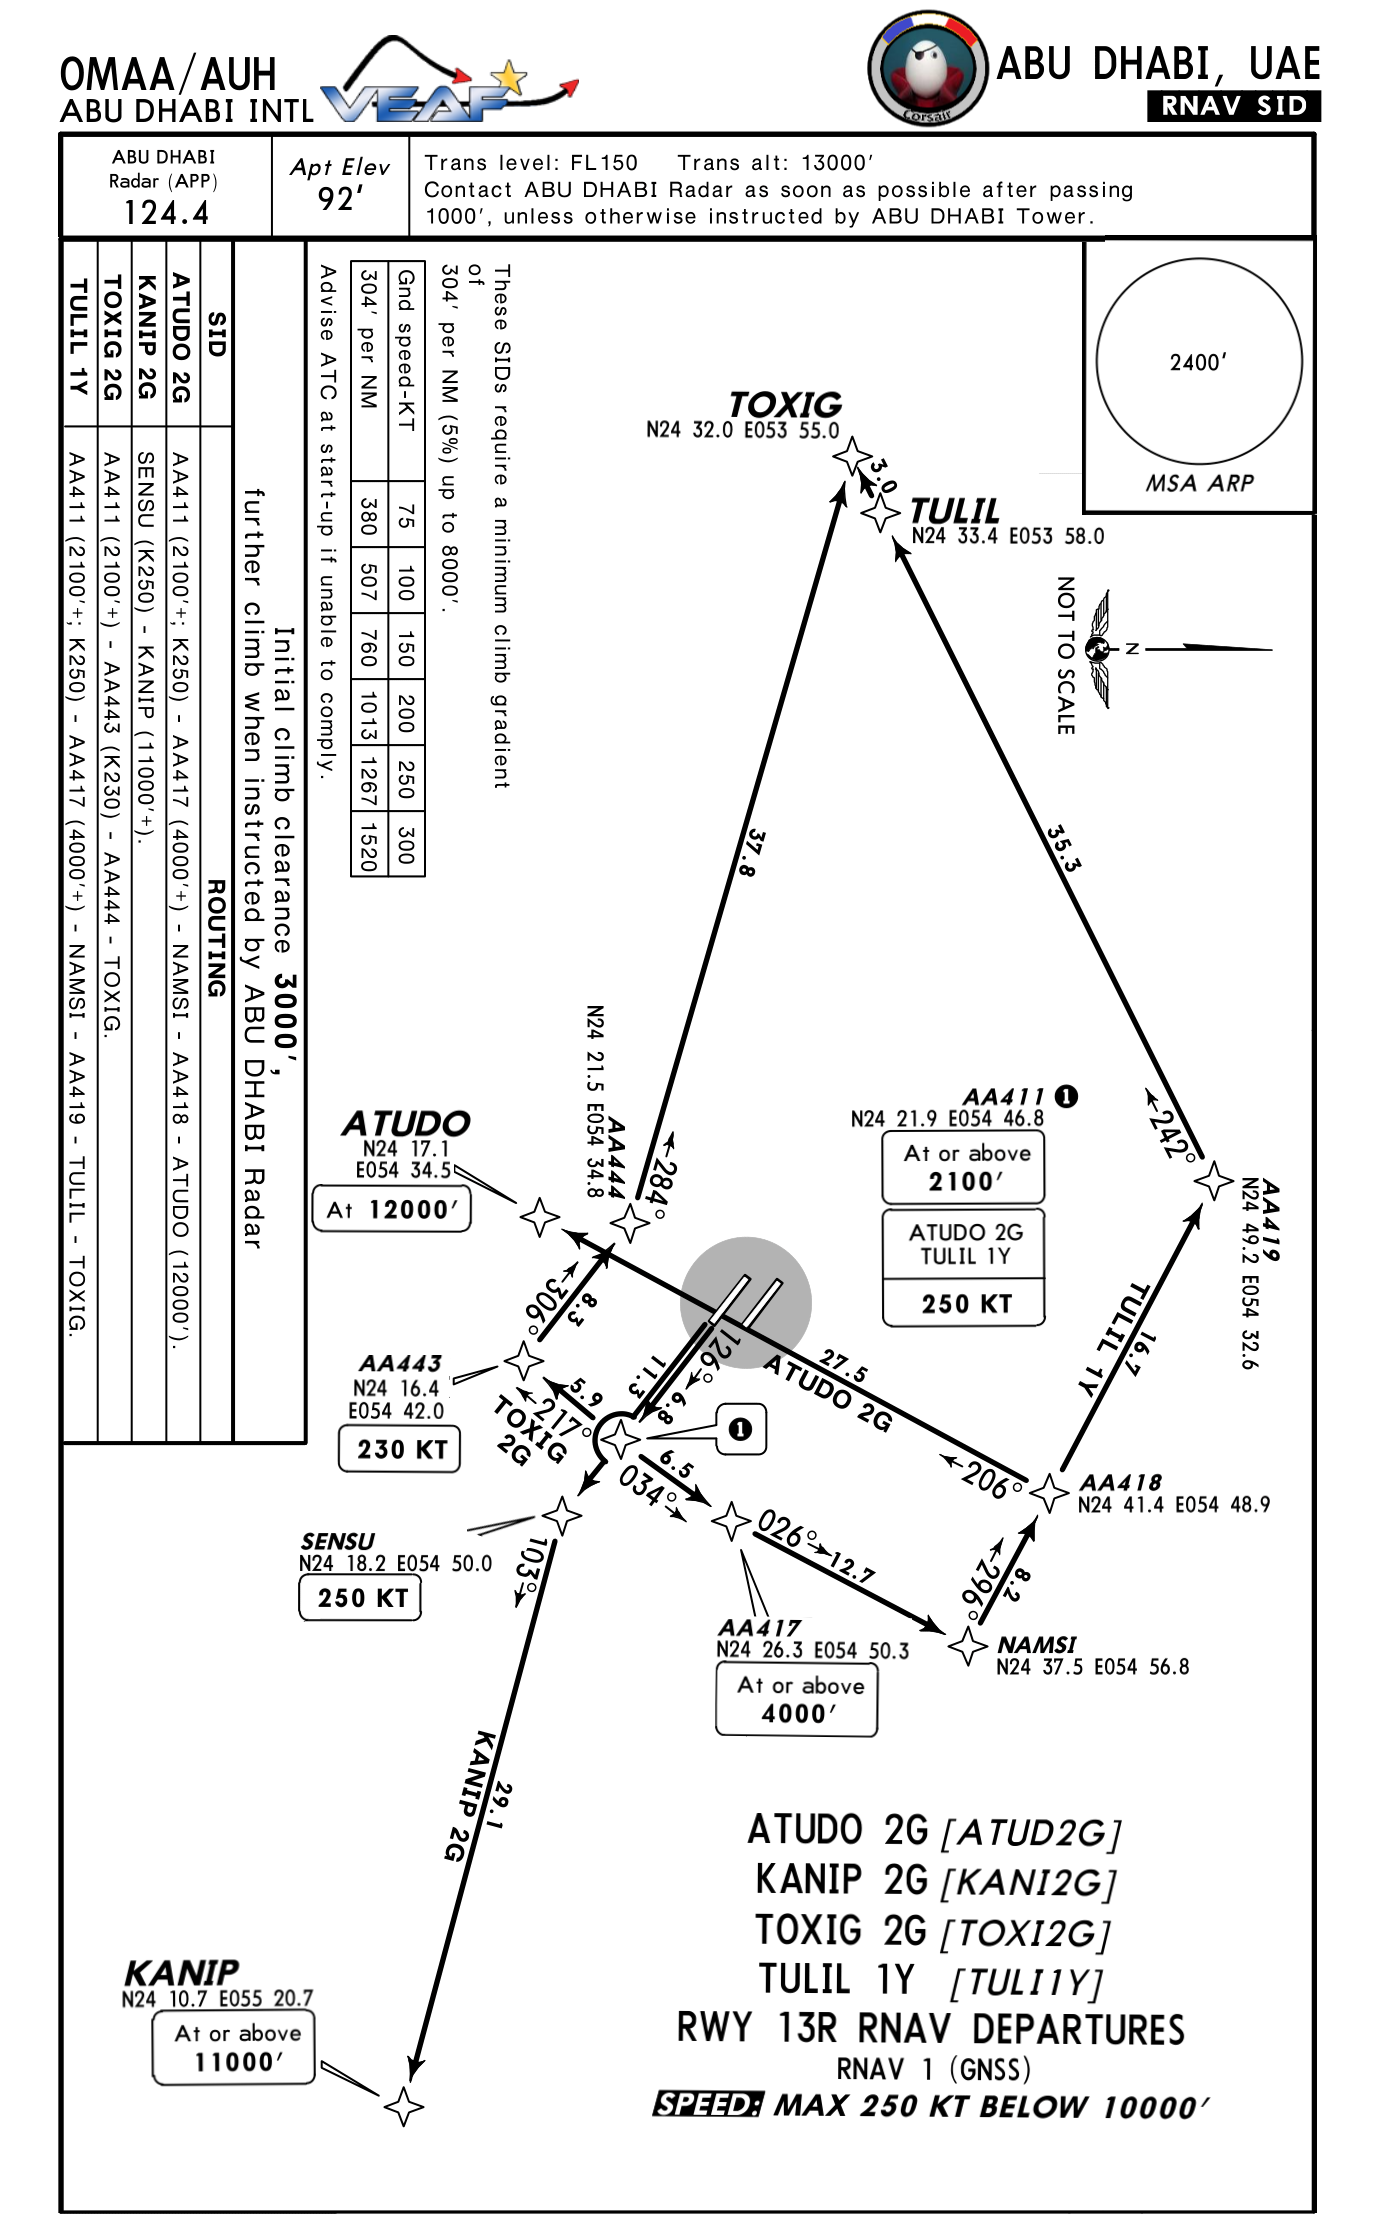 OMAA/AUH
ABU DHABI INTL
VEAF
Corsair
ABU DHABI, UAE
RNAV SID
ABU DHABI
Radar (APP)
124.4
Apt Elev
92'
Trans level: FL150 Trans alt: 13000'
Contact ABU DHABI Radar as soon as possible after passing
1000', unless otherwise instructed by ABU DHABI Tower.
2400'
MSA ARP
NOT TO SCALE
N
These SIDs require a minimum climb gradient
of
304' per NM (5%) up to 8000'.
Gnd speed-KT 75 100 150 200 250 300
304' per NM 380 507 760 1013 1267 1520
Advise ATC at start-up if unable to comply.
Initial climb clearance 3000',
further climb when instructed by ABU DHABI Radar
SID ROUTING
ATUDO 2G AA411 (2100'+; K250) - AA417 (4000'+) - NAMSI - AA418 - ATUDO (12000').
KANIP 2G SENSU (K250) - KANIP (11000'+).
TOXIG 2G AA411 (2100'+) - AA443 (K230) - AA444 - TOXIG.
TULIL 1Y AA411 (2100'+; K250) - AA417 (4000'+) - NAMSI - AA419 - TULIL - TOXIG.
TOXIG
N24 32.0 E053 55.0
3.0
TULIL
N24 33.4 E053 58.0
37.8
35.3
AA444
N24 21.5 E054 34.8
284°
242°
AA419
N24 49.2 E054 32.6
AA411 1
N24 21.9 E054 46.8
At or above
2100'
ATUDO 2G
TULIL 1Y
250 KT
ATUDO
N24 17.1
E054 34.5
At 12000'
306°
8.3
AA443
N24 16.4
E054 42.0
230 KT
5.9
217°
TOXIG
2G
11.3
126°
6.8
1
27.5
ATUDO 2G
206°
16.7
TULIL 1Y
AA418
N24 41.4 E054 48.9
6.5
034°
026°
12.7
296°
8.2
NAMSI
N24 37.5 E054 56.8
AA417
N24 26.3 E054 50.3
At or above
4000'
SENSU
N24 18.2 E054 50.0
250 KT
103°
29.1
KANIP 2G
KANIP
N24 10.7 E055 20.7
At or above
11000'
ATUDO 2G [ATUD2G]
KANIP 2G [KANI2G]
TOXIG 2G [TOXI2G]
TULIL 1Y [TULI1Y]
RWY 13R RNAV DEPARTURES
RNAV 1 (GNSS)
SPEED: MAX 250 KT BELOW 10000'